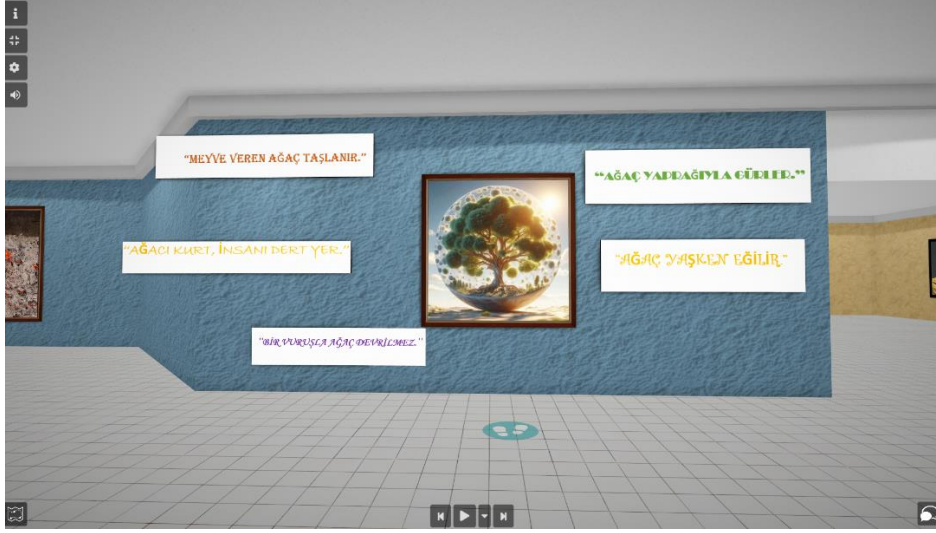 "MEYVE VEREN AĞAÇ TAŞLANIR."
"AĞAÇ YAPRAĞIYLA GÜRLER."
"AĞACI KURT, İNSANI DERT YER."
"AĞAÇ YAŞKEN EĞİLİR."
"BİR VURUŞLA AĞAÇ DEVRİLMEZ."